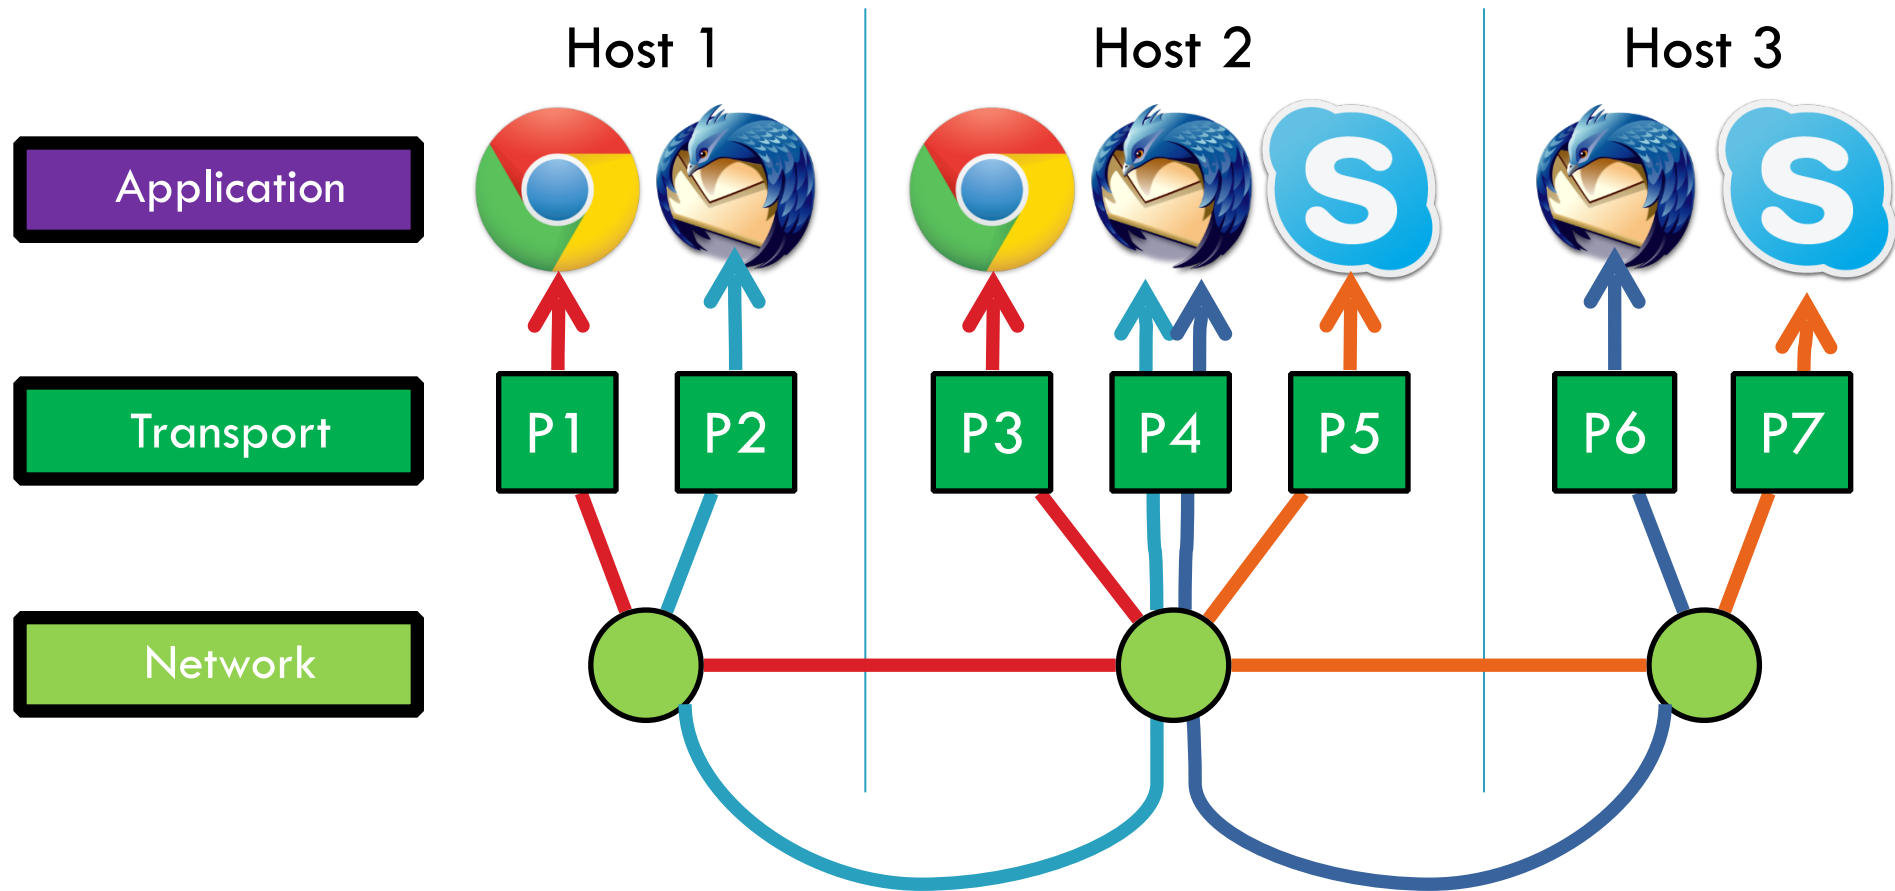 Host 1
Host 2
Host 3
Application
S
S
Transport
P1
P2
P3
P4
P5
P6
P7
Network